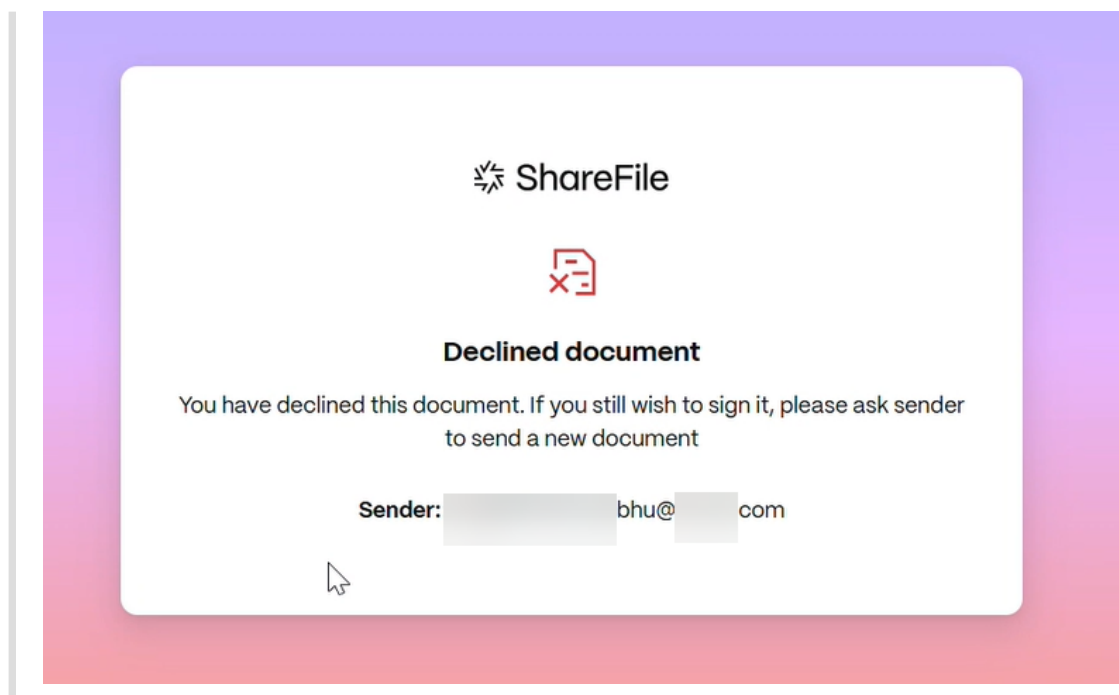 ShareFile
Declined document
You have declined this document. If you still wish to sign it, please ask sender
to send a new document
Sender: bhu@ com